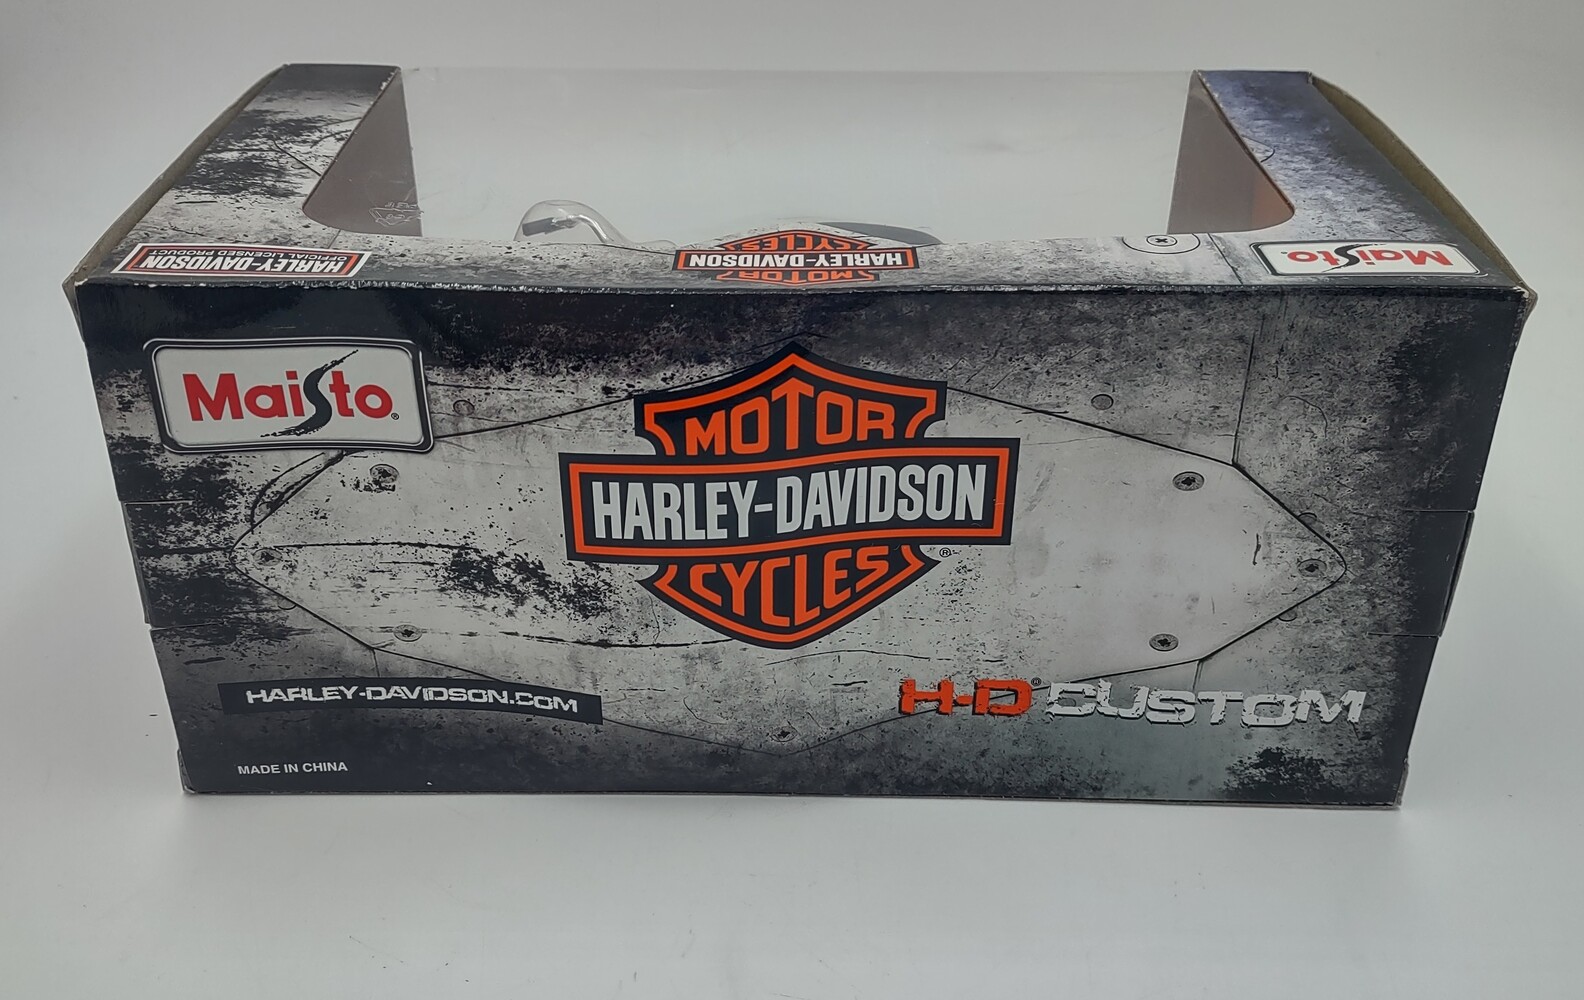 HARLEY-DAVIDSON
OFFICIAL LICENSED PRODUCT
MOTOR
HARLEY-DAVIDSON
CYCLES
Maisto
Maisto®
MOTOR
HARLEY-DAVIDSON
CYCLES ®
HARLEY-DAVIDSON.COM
H-D® CUSTOM
MADE IN CHINA